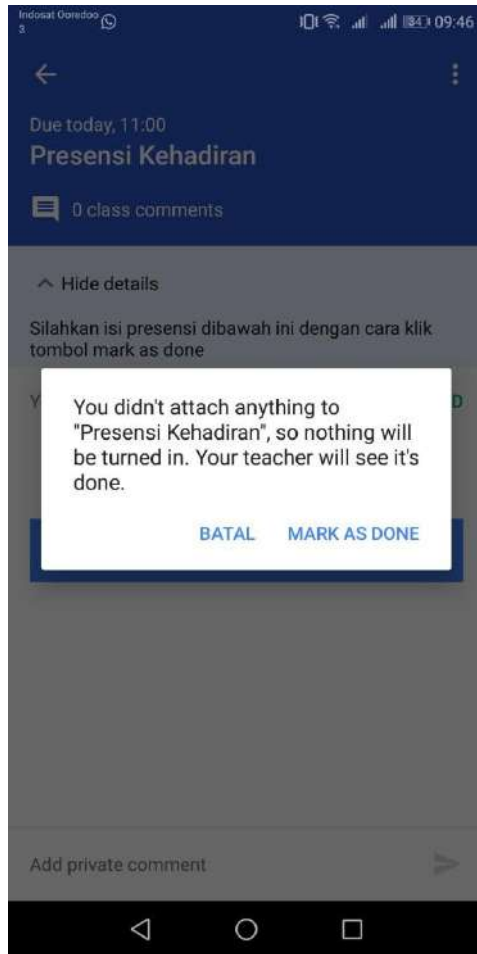 Indosat Ooredoo
3
84 09:46
Due today, 11:00
Presensi Kehadiran
0 class comments
Hide details
Silahkan isi presensi dibawah ini dengan cara klik
tombol mark as done
Y
D
You didn't attach anything to
"Presensi Kehadiran", so nothing will
be turned in. Your teacher will see it's
done.
BATAL MARK AS DONE
Add private comment